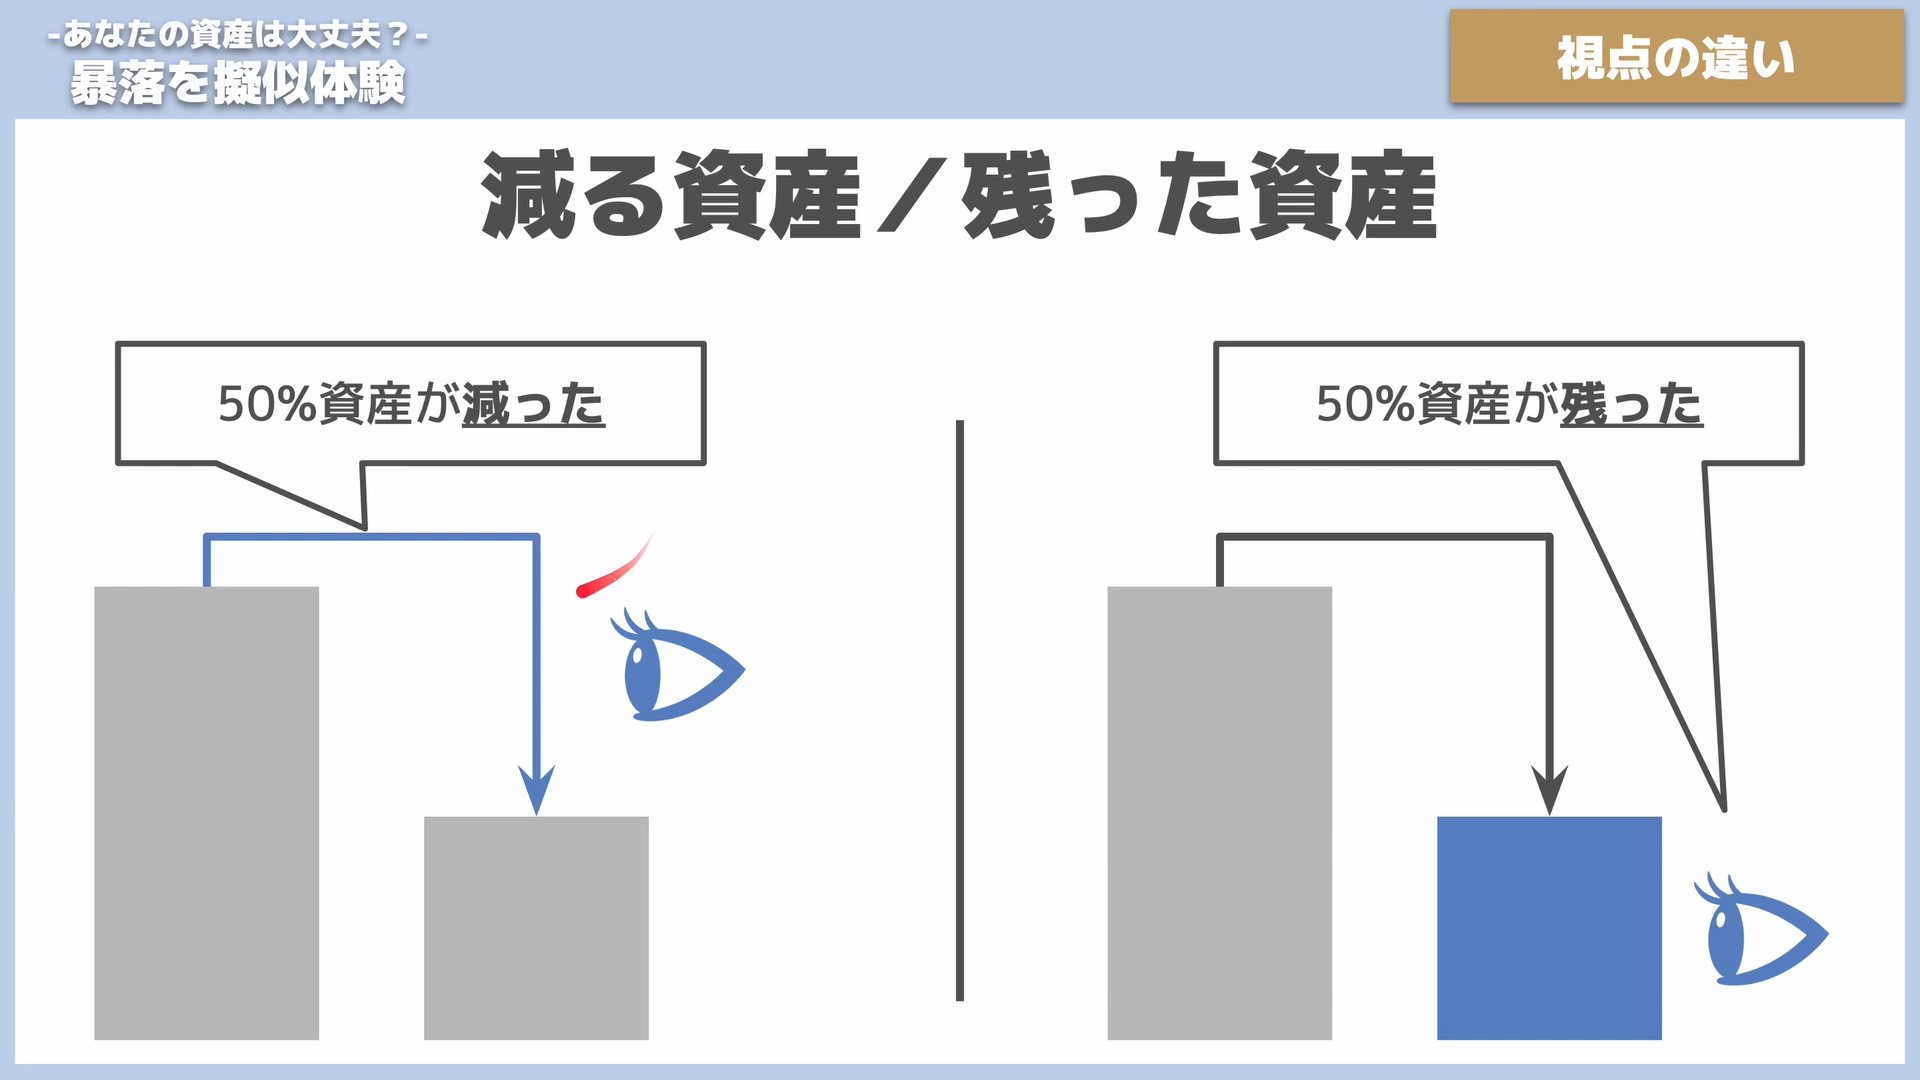 -あなたの資産は大丈夫？-
暴落を擬似体験
視点の違い
減る資産／残った資産
50%資産が減った
50%資産が残った